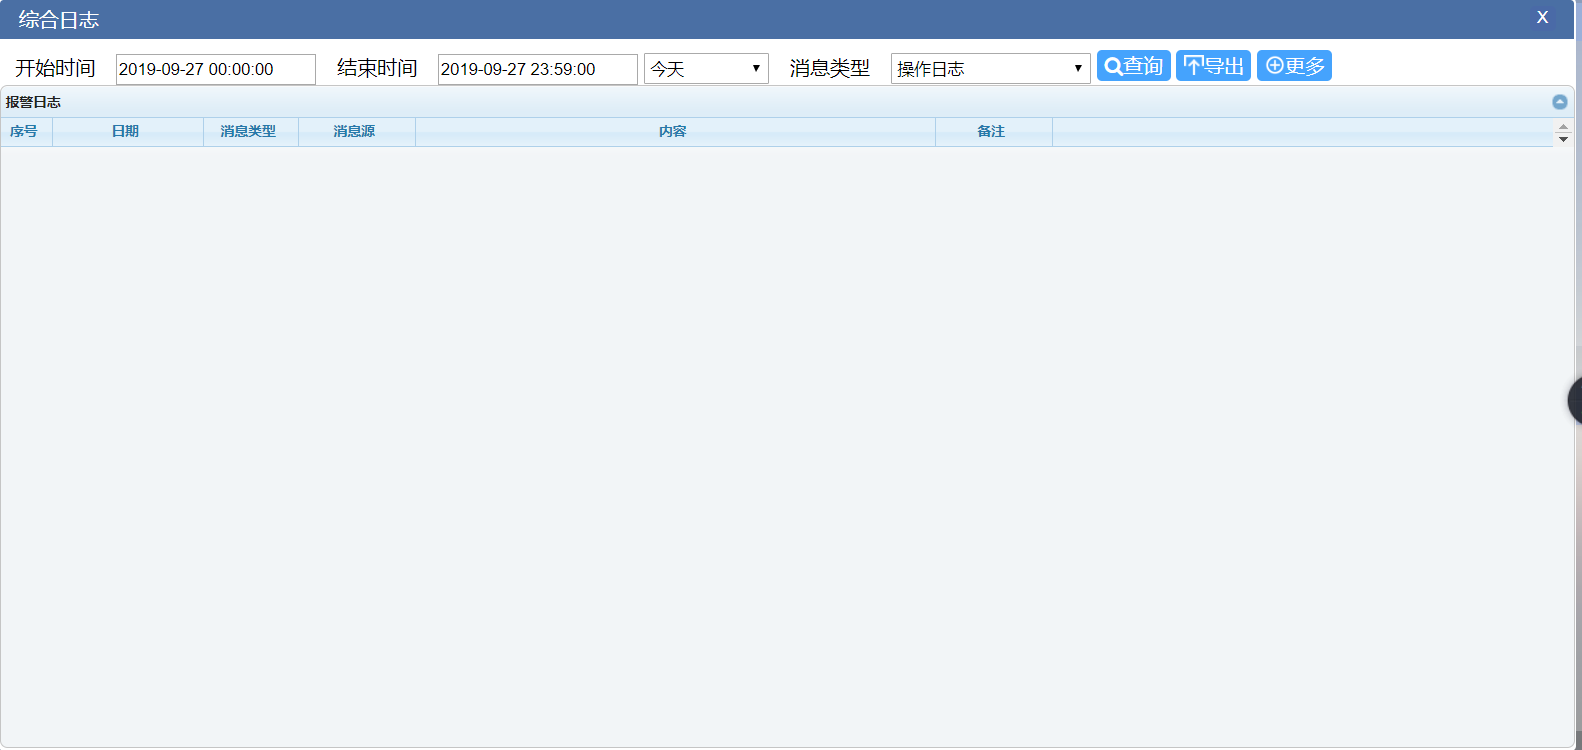 综合日志 X
开始时间 2019-09-27 00:00:00 结束时间 2019-09-27 23:59:00 今天 消息类型 操作日志 查询 导出 更多
报警日志
序号 日期 消息类型 消息源 内容 备注